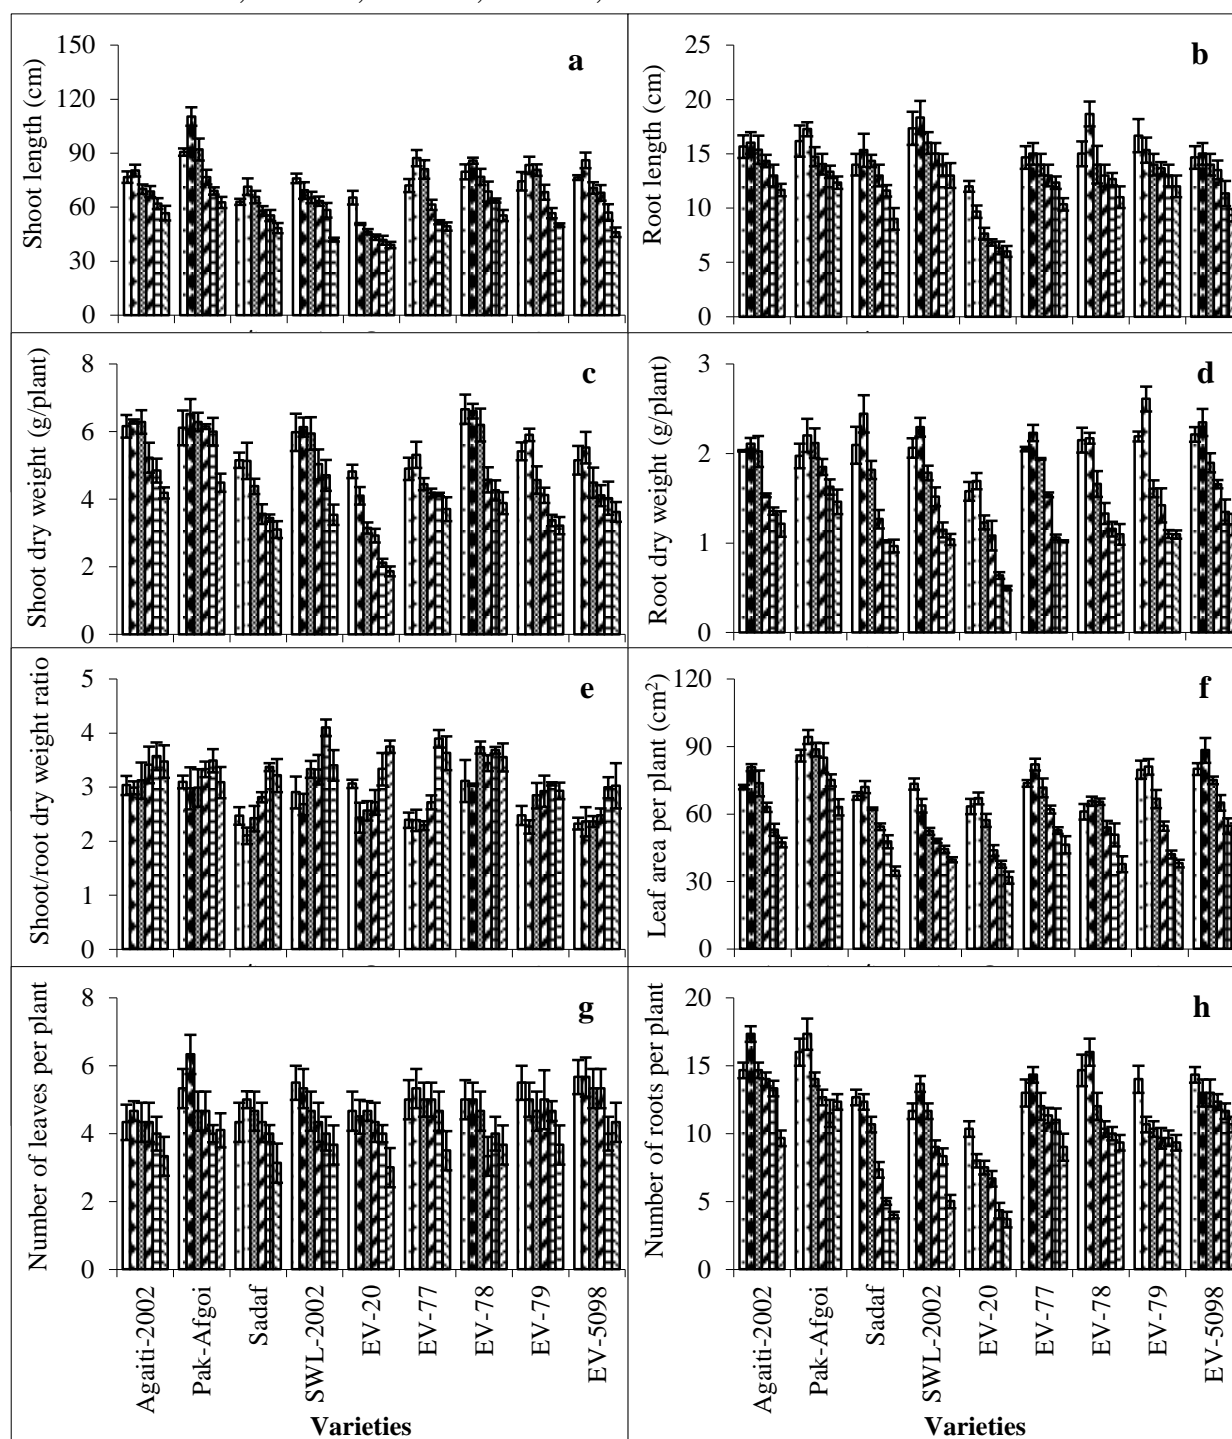 Shoot length (cm)
150
120
90
60
30
0
a
Root length (cm)
25
20
15
10
5
0
b
Shoot dry weight (g/plant)
8
6
4
2
0
c
Root dry weight (g/plant)
3
2
1
0
d
Shoot/root dry weight ratio
5
4
3
2
1
0
e
Leaf area per plant (cm²)
120
90
60
30
0
f
Number of leaves per plant
8
6
4
2
0
g
Agaiti-2002
Pak-Afgoi
Sadaf
SWL-2002
EV-20
EV-77
EV-78
EV-79
EV-5098
Varieties
Number of roots per plant
20
15
10
5
0
h
Agaiti-2002
Pak-Afgoi
Sadaf
SWL-2002
EV-20
EV-77
EV-78
EV-79
EV-5098
Varieties